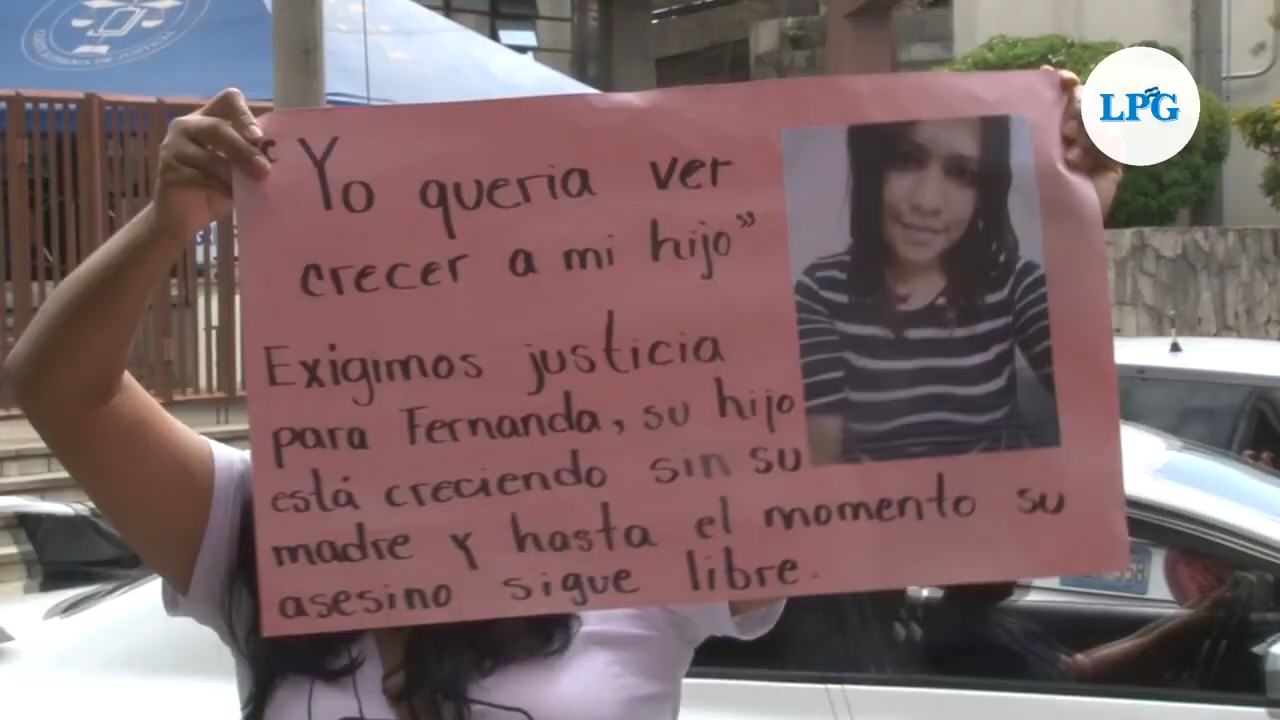 "Yo queria ver
crecer a mi hijo"
Exigimos justicia
para Fernanda, su hijo
está creciendo sin su
madre y hasta el momento su
asesino sigue libre.
LPG